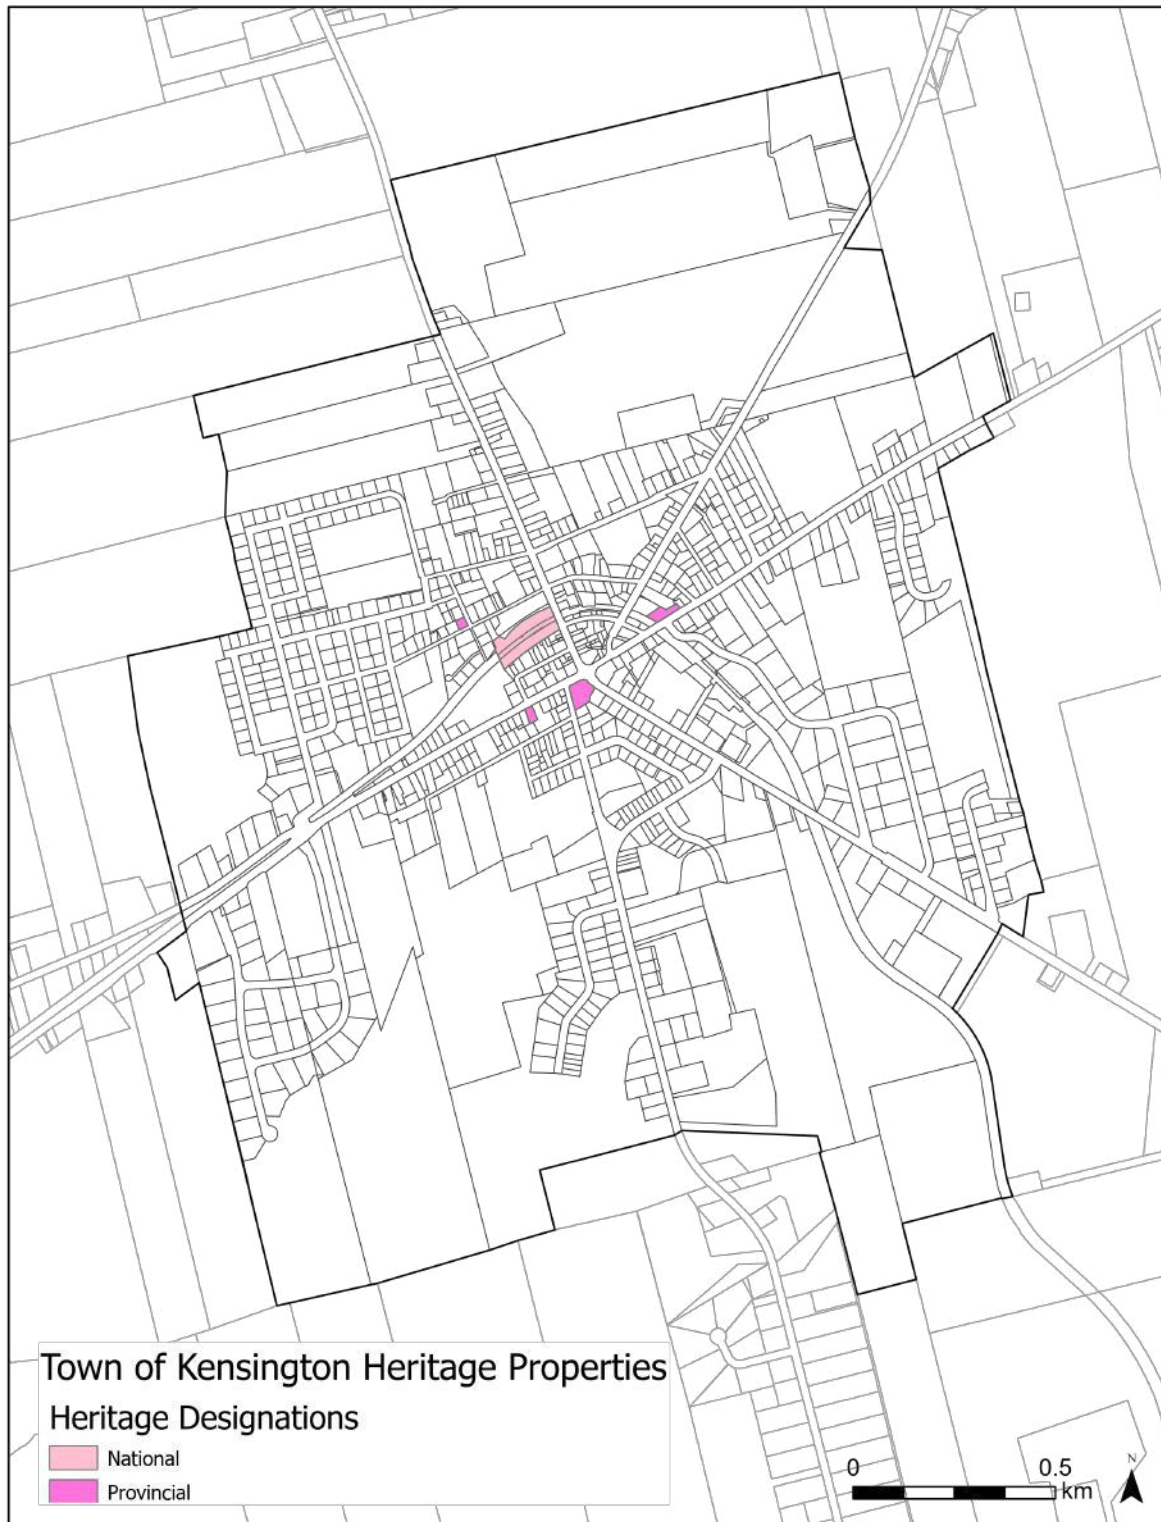 Town of Kensington Heritage Properties
Heritage Designations
National
Provincial
0 0.5
km
N